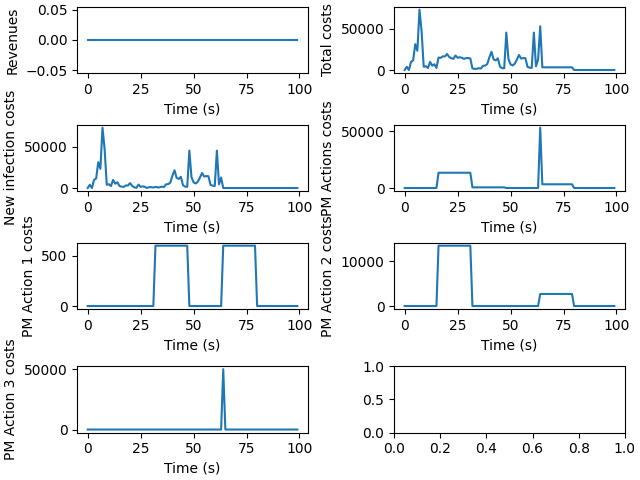 Revenues
0.05
0.00
−0.05
0 25 50 75 100
Time (s)
Total costs
50000
0
0 25 50 75 100
Time (s)
New infection costs
50000
0
0 25 50 75 100
Time (s)
PM Actions costs
50000
0
0 25 50 75 100
Time (s)
PM Action 1 costs
500
0
0 25 50 75 100
Time (s)
PM Action 2 costs
10000
0
0 25 50 75 100
Time (s)
PM Action 3 costs
50000
0
0 25 50 75 100
Time (s)
1.0
0.5
0.0
0.0 0.2 0.4 0.6 0.8 1.0